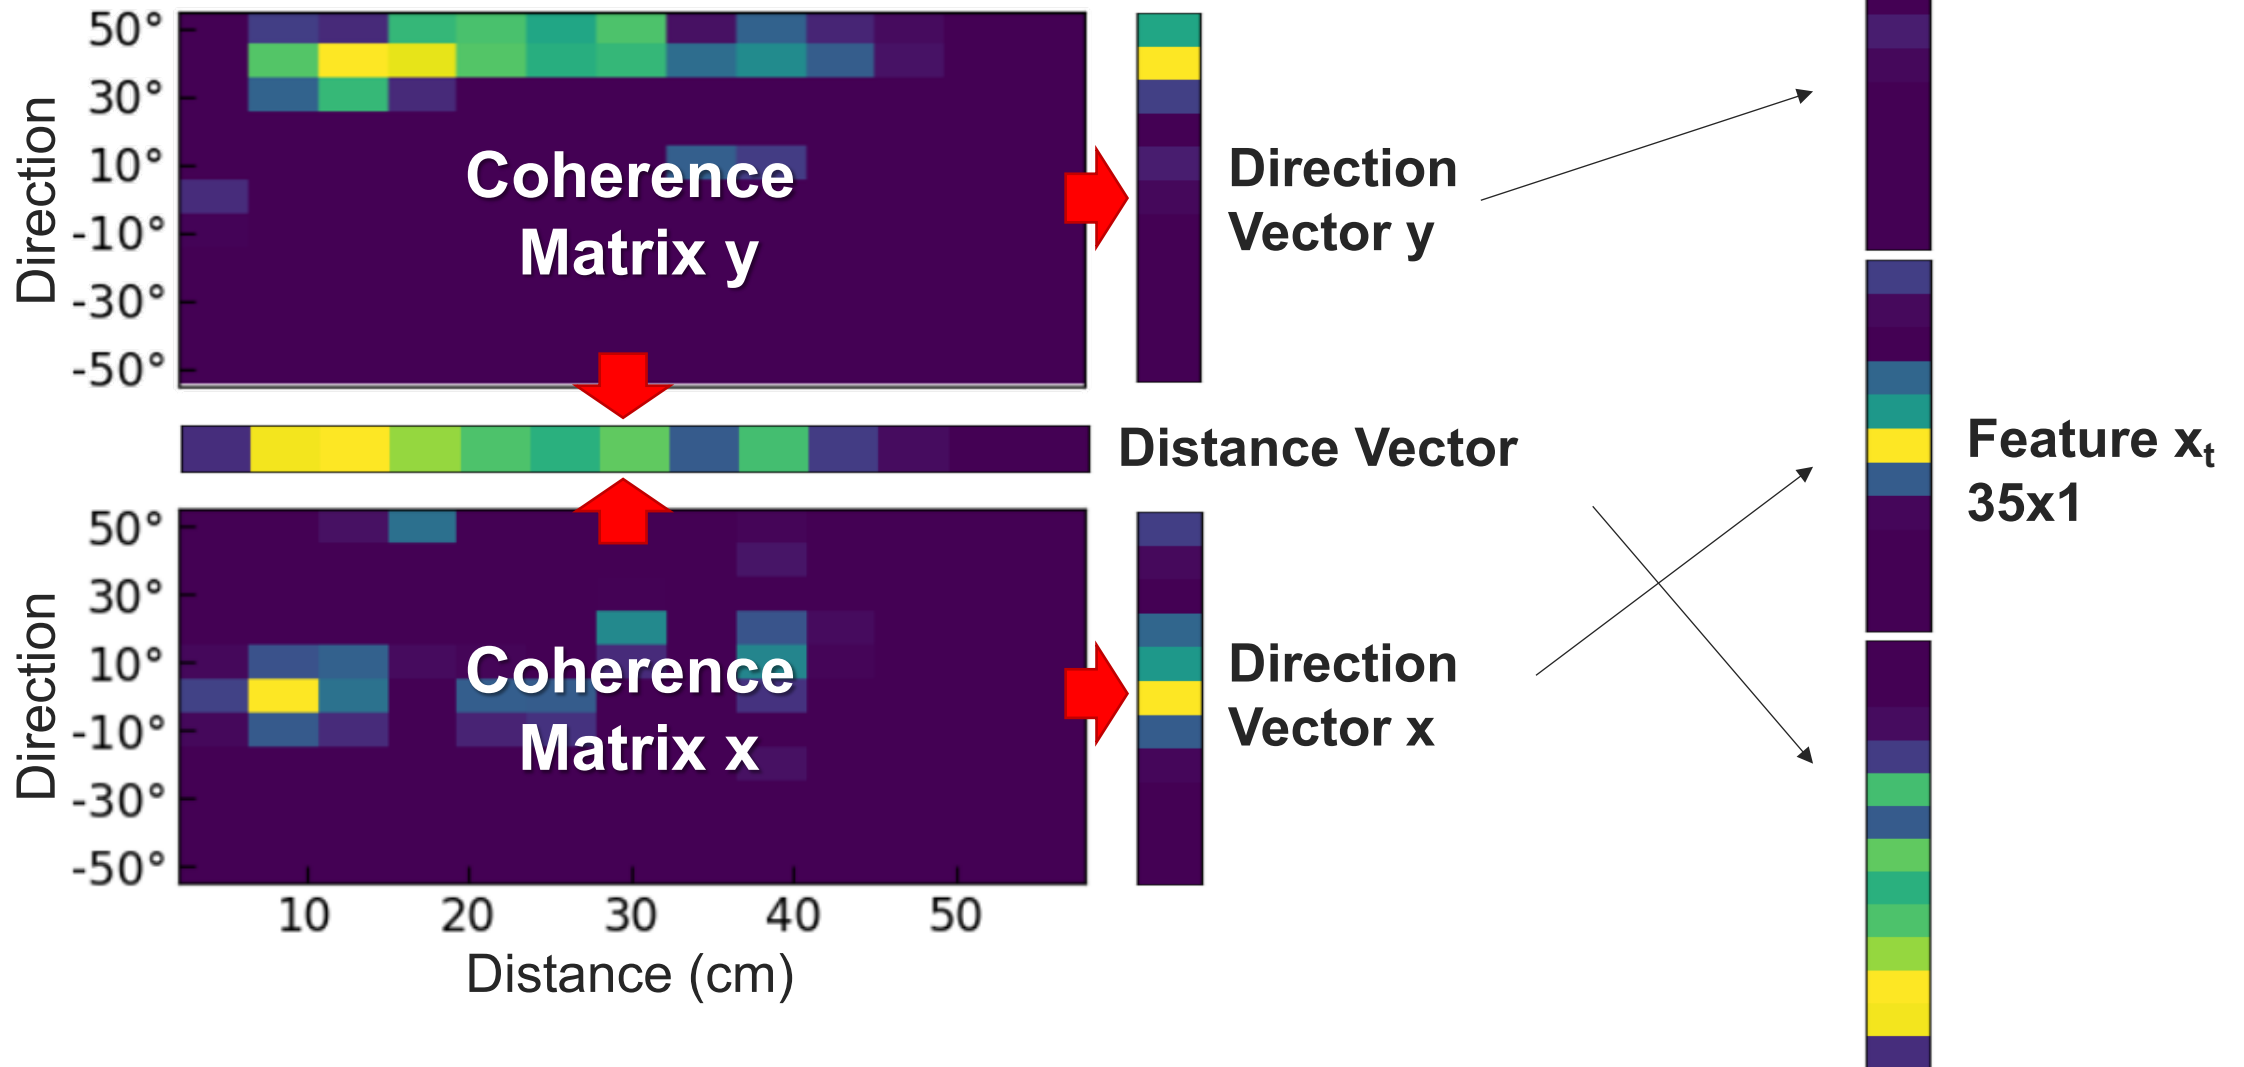 Direction
50°
30°
10°
-10°
-30°
-50°
Coherence
Matrix y
Direction
Vector y
Distance Vector
Direction
50°
30°
10°
-10°
-30°
-50°
Coherence
Matrix x
Direction
Vector x
10 20 30 40 50
Distance (cm)
Feature xt
35x1